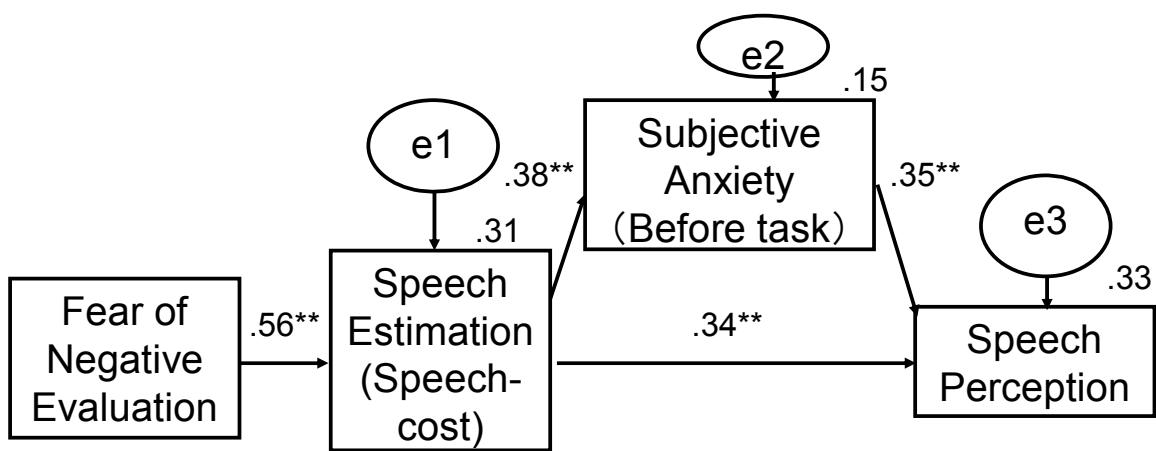 e2
.15
e1
Subjective
Anxiety
（Before task）
.38**
.35**
e3
.31
.33
Fear of
Negative
Evaluation
.56**
Speech
Estimation
(Speech-
cost)
.34**
Speech
Perception